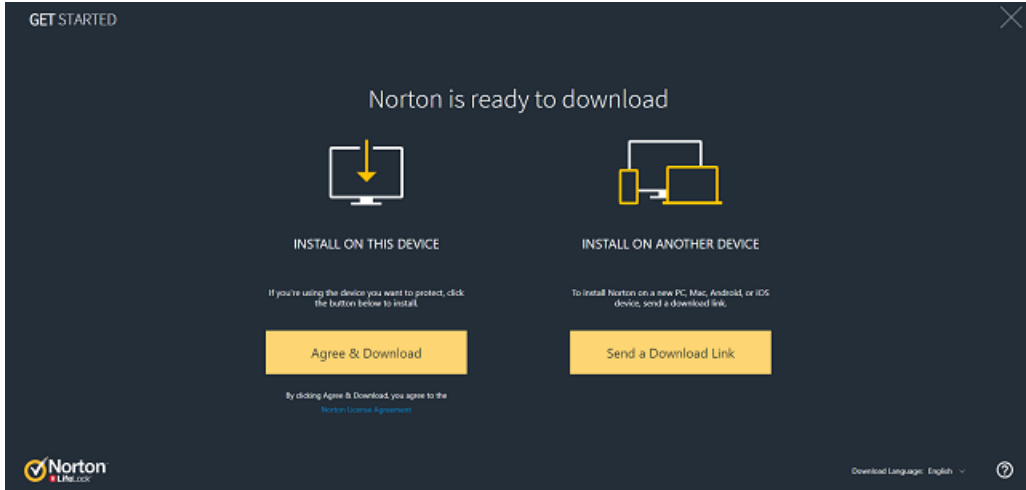 GET STARTED
Norton is ready to download
INSTALL ON THIS DEVICE
If you're using the device you want to protect, click
the button below to install.
Agree & Download
By clicking Agree & Download, you agree to the
Norton License Agreement
INSTALL ON ANOTHER DEVICE
To install Norton on a new PC, Mac, Android, or iOS
device, send a download link.
Send a Download Link
Norton
LifeLock
Download Language: English
?